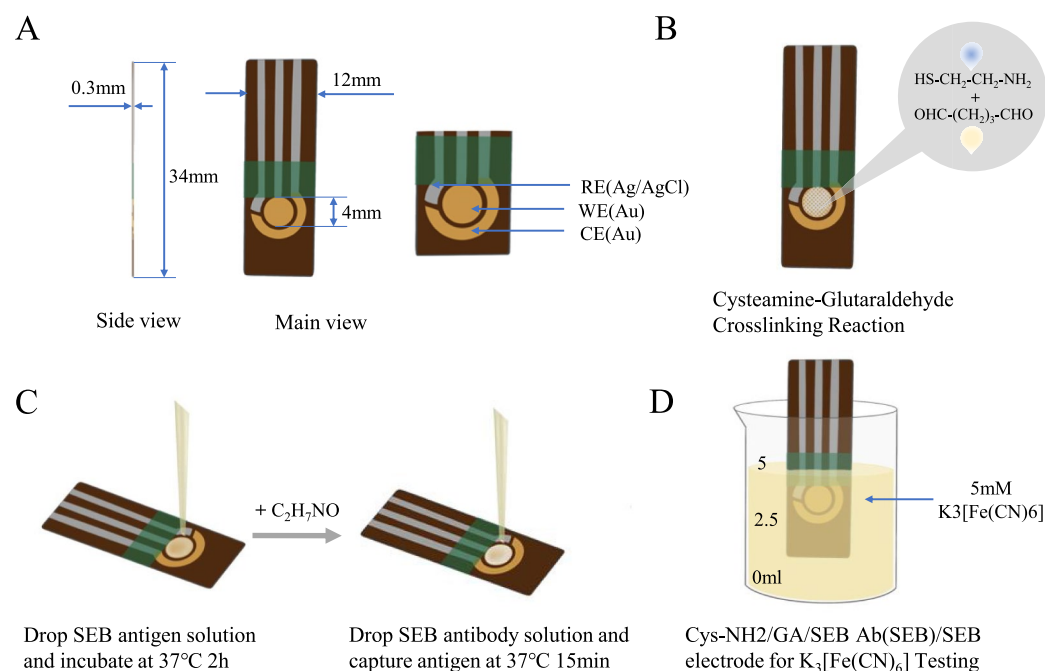 A
0.3mm
34mm
12mm
4mm
RE(Ag/AgCl)
WE(Au)
CE(Au)
Side view
Main view
B
HS-CH₂-CH₂-NH₂
+
OHC-(CH₂)₃-CHO
Cysteamine-Glutaraldehyde
Crosslinking Reaction
C
+ C₂H₇NO
Drop SEB antigen solution
and incubate at 37℃ 2h
Drop SEB antibody solution and
capture antigen at 37℃ 15min
D
5
2.5
0ml
5mM
K3[Fe(CN)6]
Cys-NH2/GA/SEB Ab(SEB)/SEB
electrode for K₃[Fe(CN)₆] Testing